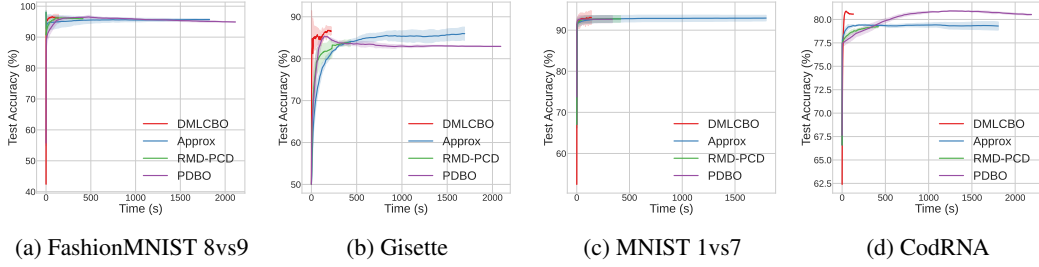 100
90
80
70
60
50
40
Test Accuracy (%)
DMLCBO
Approx
RMD-PCD
PDBO
0 500 1000 1500 2000
Time (s)
(a) FashionMNIST 8vs9
90
80
70
60
50
Test Accuracy (%)
DMLCBO
Approx
RMD-PCD
PDBO
0 500 1000 1500 2000
Time (s)
(b) Gisette
90
80
70
60
Test Accuracy (%)
DMLCBO
Approx
RMD-PCD
PDBO
0 500 1000 1500
Time (s)
(c) MNIST 1vs7
80.0
77.5
75.0
72.5
70.0
67.5
65.0
62.5
Test Accuracy (%)
DMLCBO
Approx
RMD-PCD
PDBO
0 500 1000 1500 2000
Time (s)
(d) CodRNA